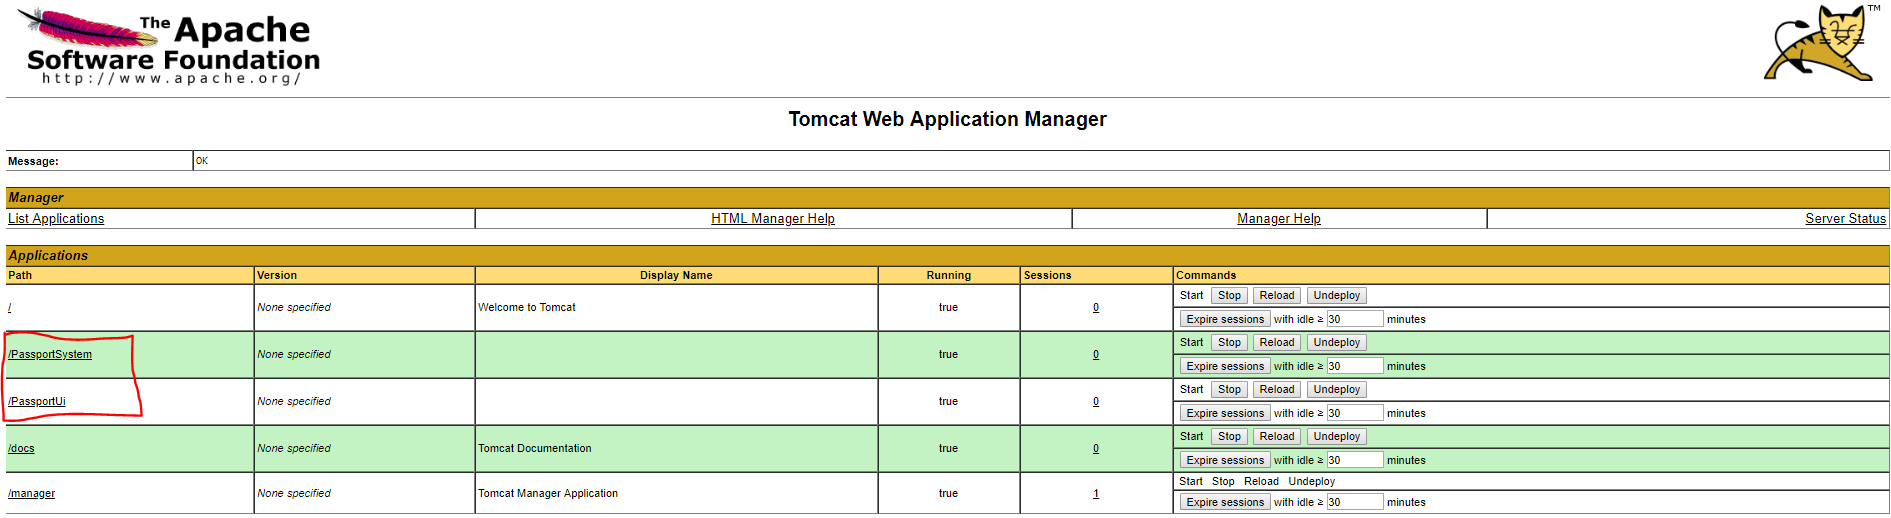 The Apache
Software Foundation
http://www.apache.org/
TM
Tomcat Web Application Manager
Message: OK
Manager
List Applications HTML Manager Help Manager Help Server Status
Applications
Path Version Display Name Running Sessions Commands
/ None specified Welcome to Tomcat true 0 Start Stop Reload Undeploy
Expire sessions with idle ≥ 30 minutes
/PassportSystem None specified true 0 Start Stop Reload Undeploy
Expire sessions with idle ≥ 30 minutes
/PassportUi None specified true 0 Start Stop Reload Undeploy
Expire sessions with idle ≥ 30 minutes
/docs None specified Tomcat Documentation true 0 Start Stop Reload Undeploy
Expire sessions with idle ≥ 30 minutes
/manager None specified Tomcat Manager Application true 1 Start Stop Reload Undeploy
Expire sessions with idle ≥ 30 minutes